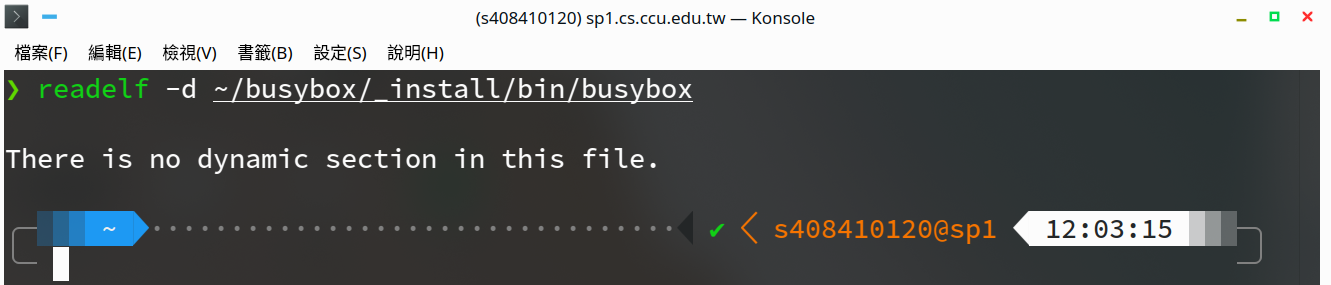 (s408410120) sp1.cs.ccu.edu.tw — Konsole
檔案(F) 編輯(E) 檢視(V) 書籤(B) 設定(S) 說明(H)
❯ readelf -d ~/busybox/_install/bin/busybox
There is no dynamic section in this file.
~ ✔ s408410120@sp1 12:03:15